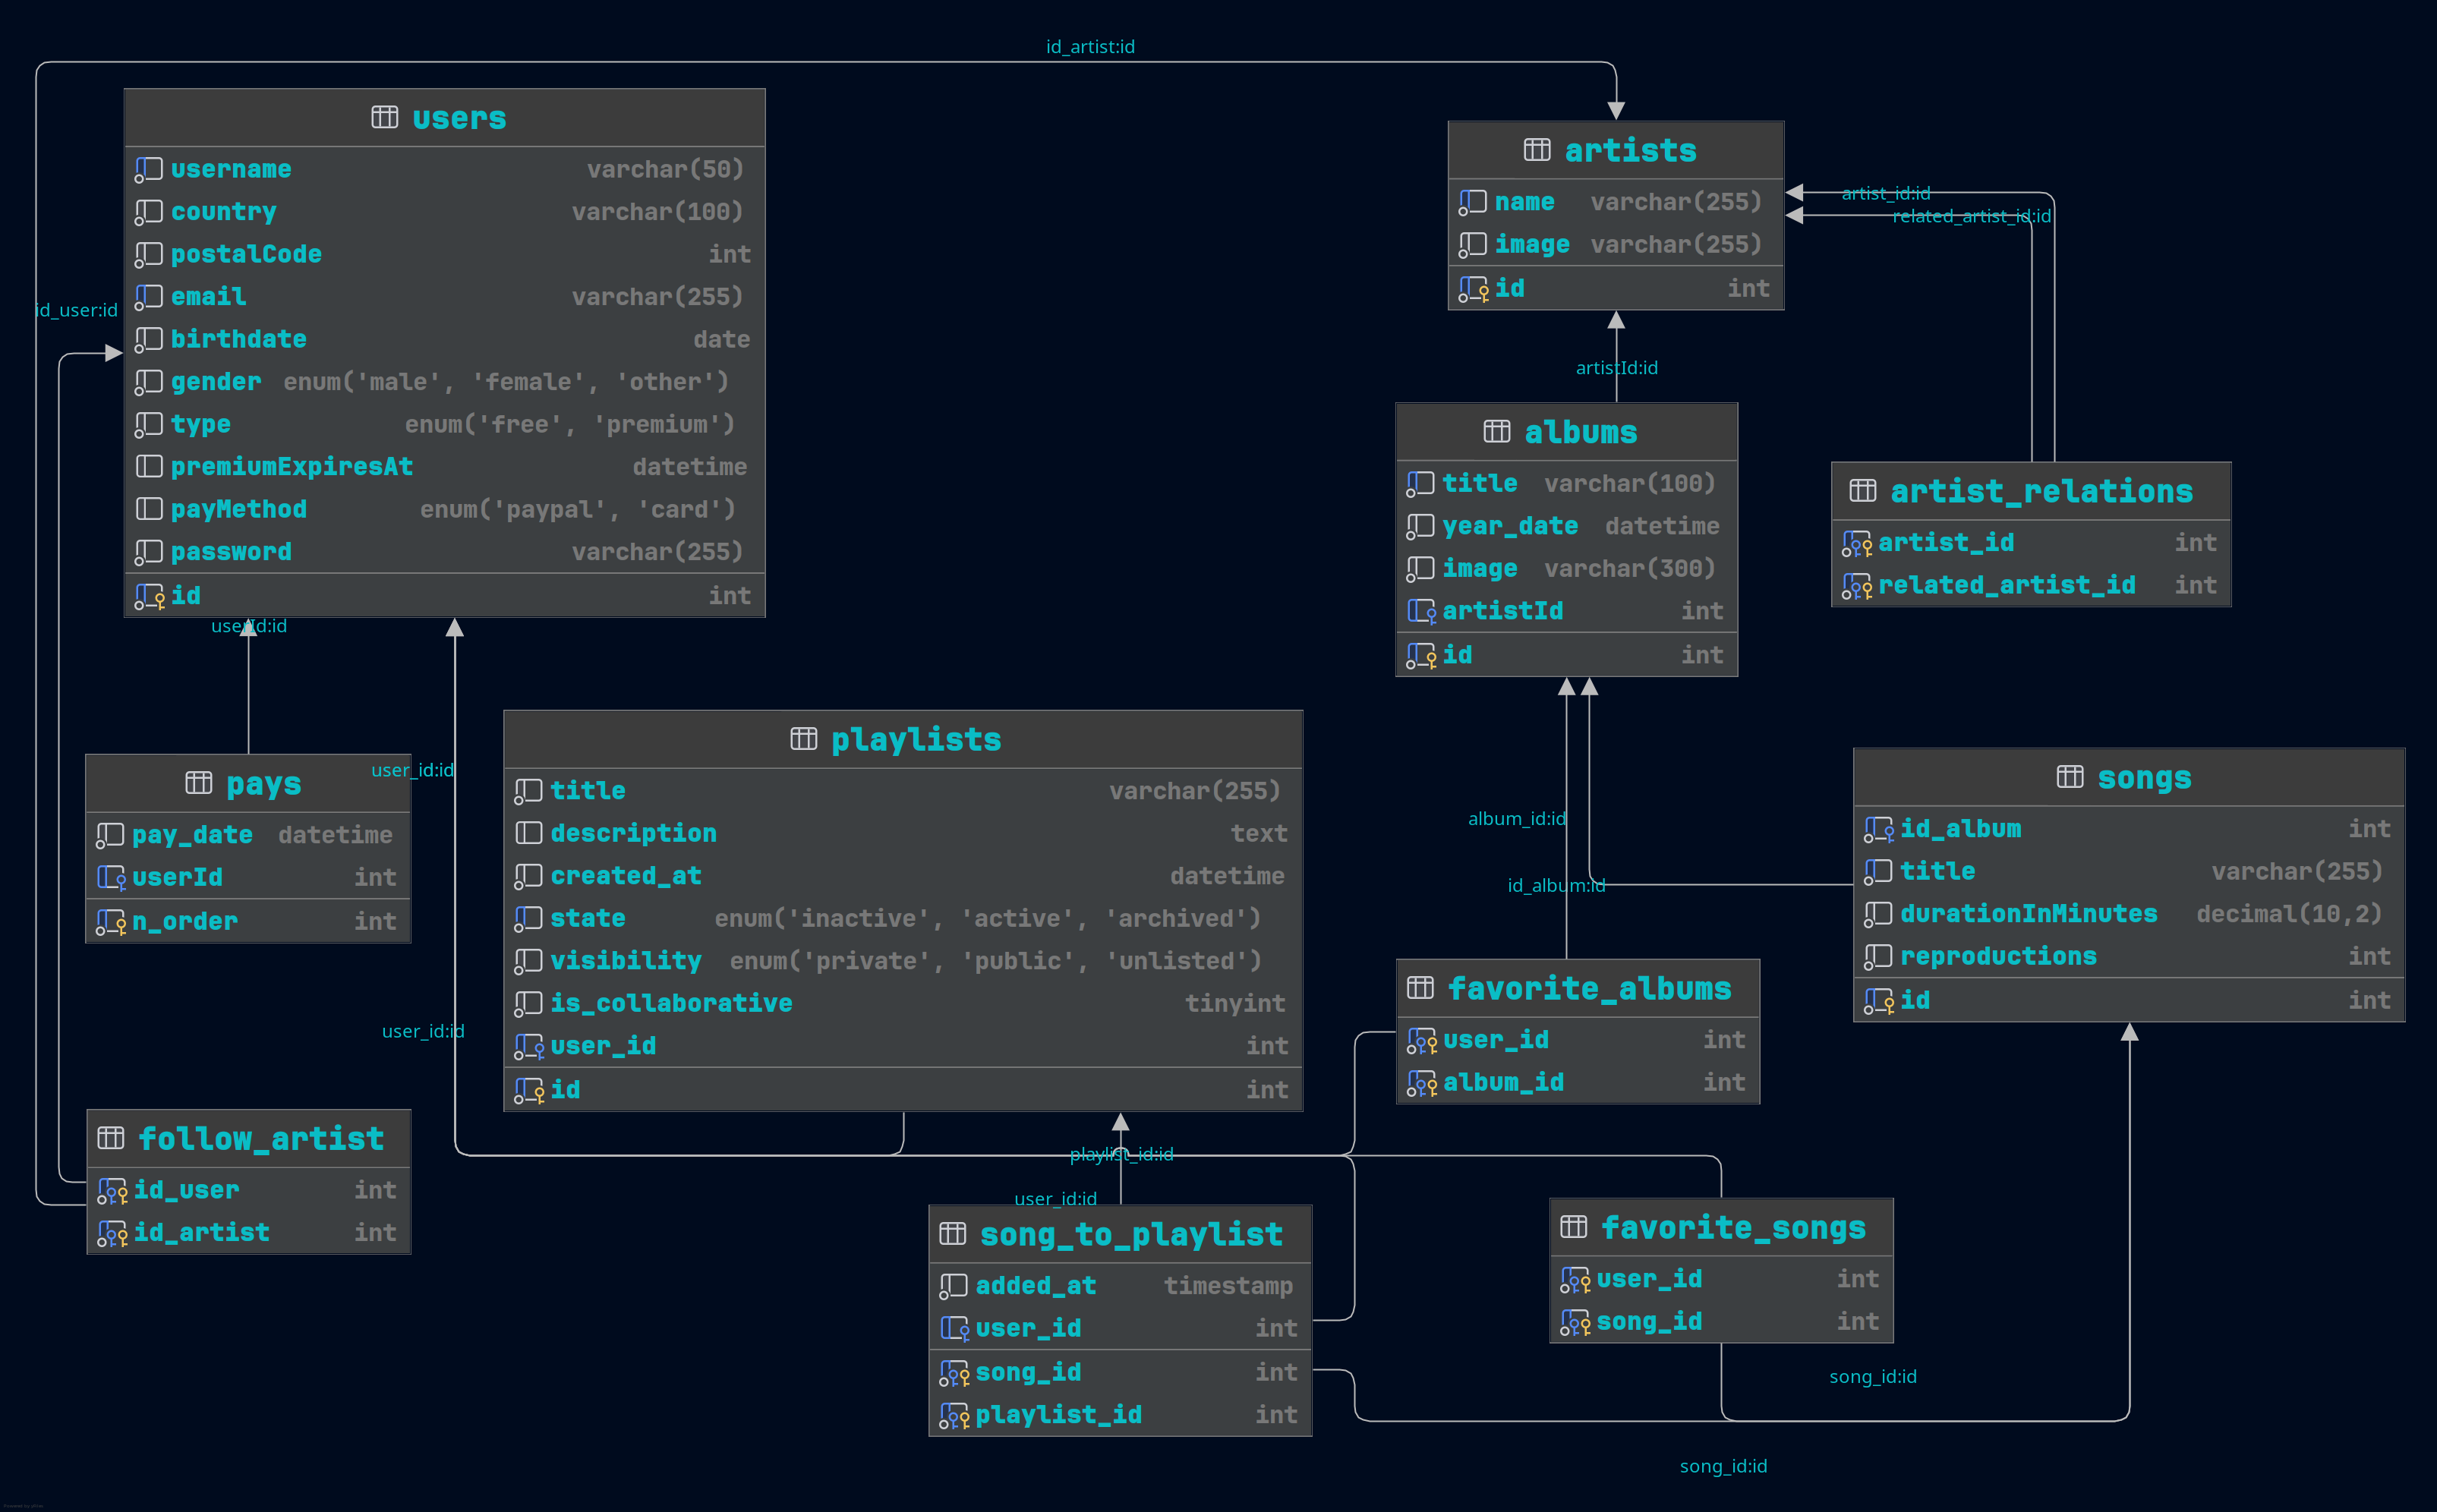 id_artist:id
users
username varchar(50)
country varchar(100)
postalCode int
email varchar(255)
birthdate date
gender enum('male', 'female', 'other')
type enum('free', 'premium')
premiumExpiresAt datetime
payMethod enum('paypal', 'card')
password varchar(255)
id int
artists
name varchar(255)
image varchar(255)
id int
artist_id:id
related_artist_id:id
id_user:id
artistId:id
albums
title varchar(100)
year_date datetime
image varchar(300)
artistId int
id int
artist_relations
artist_id int
related_artist_id int
userId:id
playlists
title varchar(255)
description text
created_at datetime
state enum('inactive', 'active', 'archived')
visibility enum('private', 'public', 'unlisted')
is_collaborative tinyint
user_id int
id int
pays
pay_date datetime
userId int
n_order int
user_id:id
songs
id_album int
title varchar(255)
durationInMinutes decimal(10,2)
reproductions int
id int
album_id:id
id_album:id
favorite_albums
user_id int
album_id int
user_id:id
follow_artist
id_user int
id_artist int
playlist_id:id
user_id:id
song_to_playlist
added_at timestamp
user_id int
song_id int
playlist_id int
favorite_songs
user_id int
song_id int
song_id:id
song_id:id
Powered by yFiles